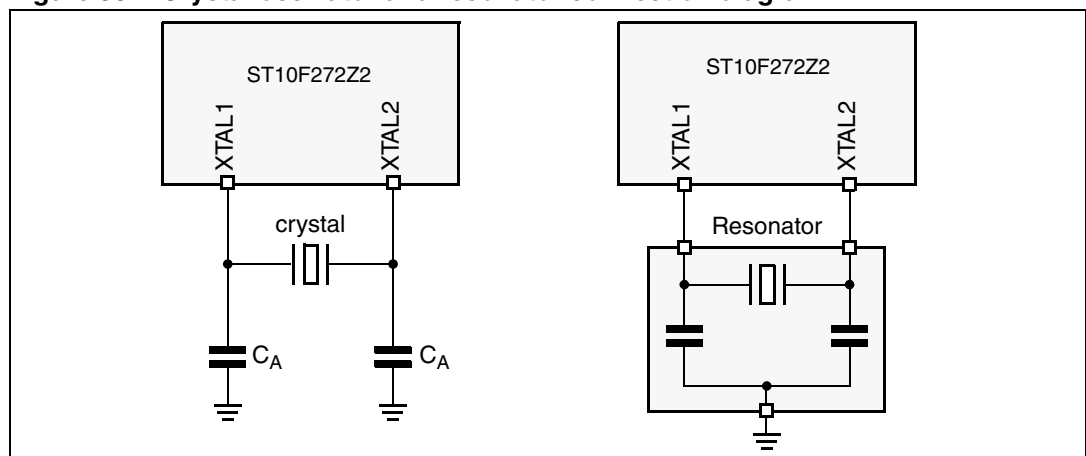 ST10F272Z2
XTAL1
XTAL2
crystal
CA
CA
ST10F272Z2
XTAL1
XTAL2
Resonator